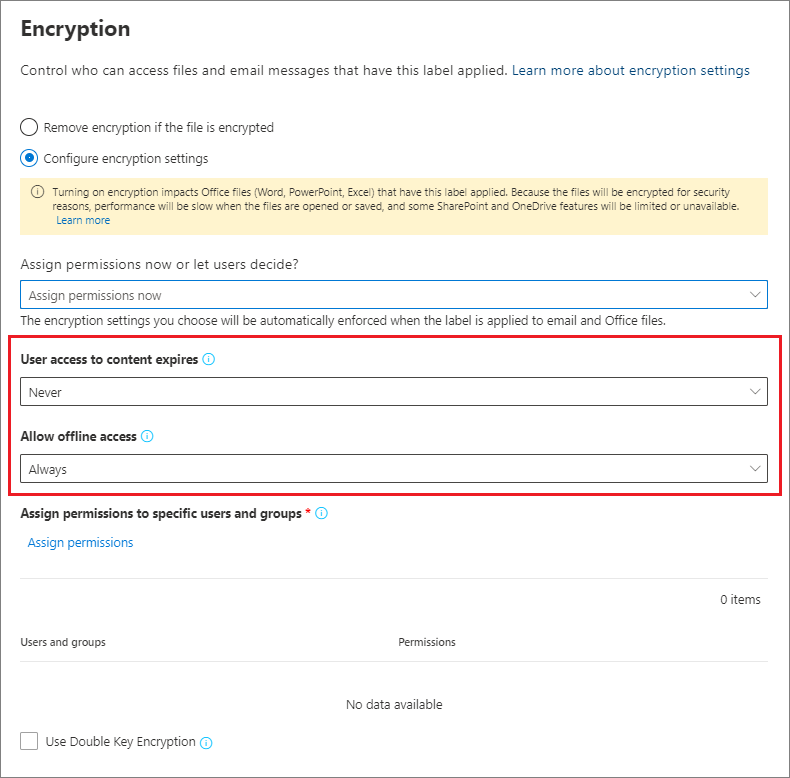 Encryption
Control who can access files and email messages that have this label applied. Learn more about encryption settings
Remove encryption if the file is encrypted
Configure encryption settings
Turning on encryption impacts Office files (Word, PowerPoint, Excel) that have this label applied. Because the files will be encrypted for security
reasons, performance will be slow when the files are opened or saved, and some SharePoint and OneDrive features will be limited or unavailable.
Learn more
Assign permissions now or let users decide?
Assign permissions now
The encryption settings you choose will be automatically enforced when the label is applied to email and Office files.
User access to content expires
Never
Allow offline access
Always
Assign permissions to specific users and groups *
Assign permissions
0 items
Users and groups Permissions
No data available
Use Double Key Encryption